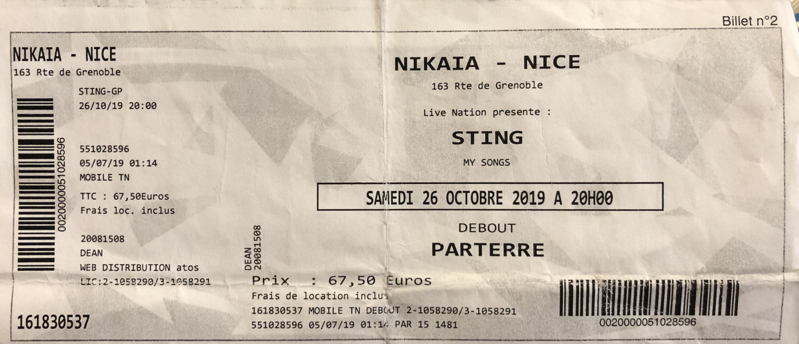 Billet n°2
NIKAIA - NICE
163 Rte de Grenoble
STING-GP
26/10/19 20:00
0020000051028596
551028596
05/07/19 01:14
MOBILE TN
TTC : 67,50Euros
Frais loc. inclus
20081508
DEAN
WEB DISTRIBUTION atos
LIC:2-1058290/3-1058291
161830537
DEAN
20081508
NIKAIA - NICE
163 Rte de Grenoble
Live Nation presente :
STING
MY SONGS
SAMEDI 26 OCTOBRE 2019 A 20H00
DEBOUT
PARTERRE
Prix : 67,50 Euros
Frais de location inclus
161830537 MOBILE TN DEBOUT 2-1058290/3-1058291
551028596 05/07/19 01:14 PAR 15 1481
0020000051028596